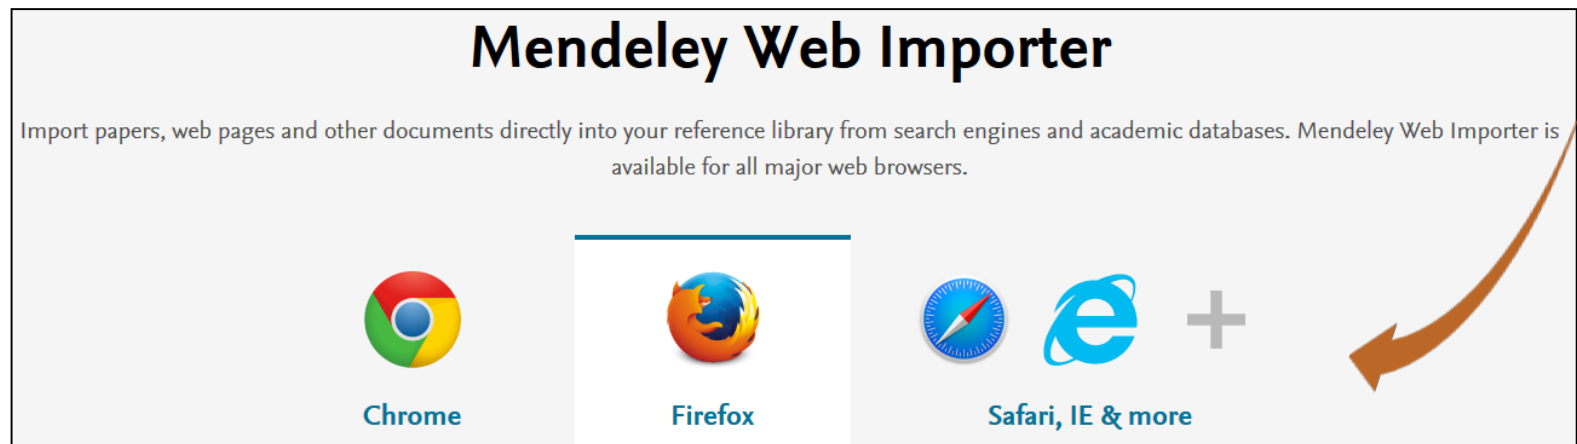 Mendeley Web Importer
Import papers, web pages and other documents directly into your reference library from search engines and academic databases. Mendeley Web Importer is
available for all major web browsers.
Chrome
Firefox
Safari, IE & more